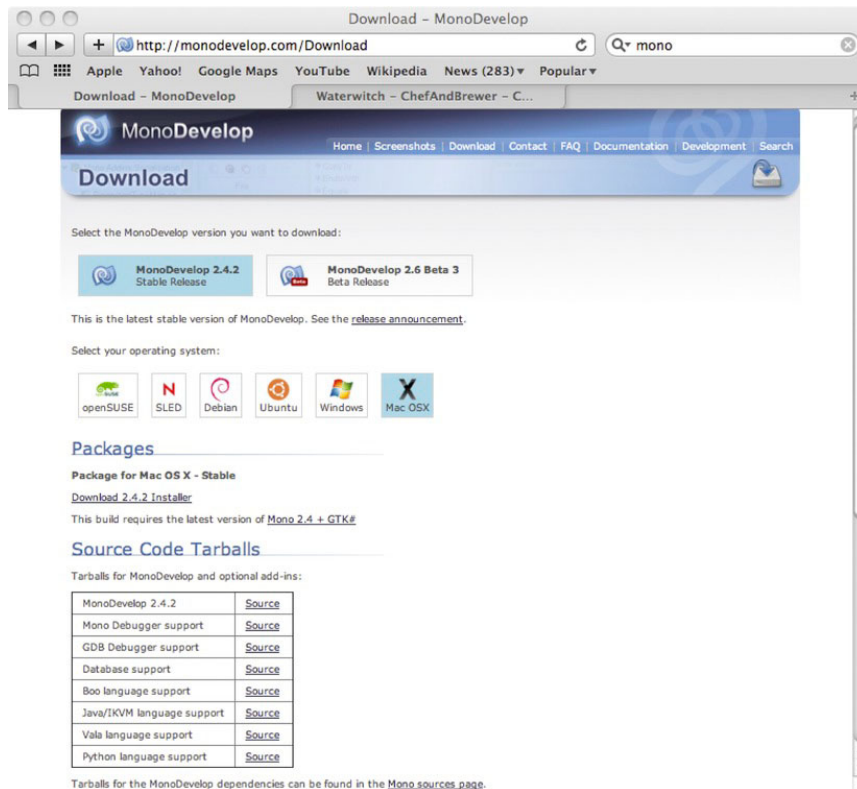 Download – MonoDevelop
http://monodevelop.com/Download
mono
Apple Yahoo! Google Maps YouTube Wikipedia News (283) Popular
Download – MonoDevelop Waterwitch – ChefAndBrewer – C...
MonoDevelop
Home | Screenshots | Download | Contact | FAQ | Documentation | Development | Search
Download
Select the MonoDevelop version you want to download:
MonoDevelop 2.4.2 MonoDevelop 2.6 Beta 3
Stable Release Beta Beta Release
This is the latest stable version of MonoDevelop. See the release announcement.
Select your operating system:
openSUSE SLED Debian Ubuntu Windows Mac OSX
Packages
Package for Mac OS X - Stable
Download 2.4.2 Installer
This build requires the latest version of Mono 2.4 + GTK#
Source Code Tarballs
Tarballs for MonoDevelop and optional add-ins:
MonoDevelop 2.4.2 Source
Mono Debugger support Source
GDB Debugger support Source
Database support Source
Boo language support Source
Java/IKVM language support Source
Vala language support Source
Python language support Source
Tarballs for the MonoDevelop dependencies can be found in the Mono sources page.